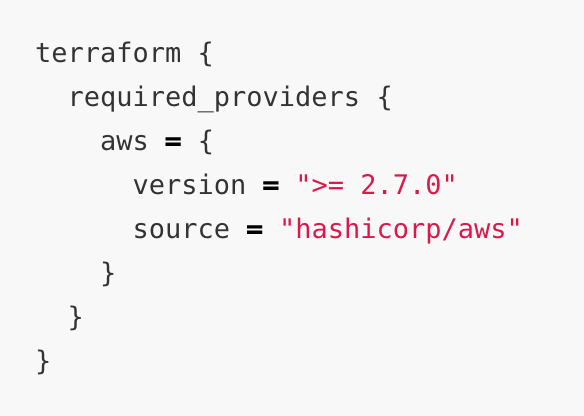 terraform {
  required_providers {
    aws = {
      version = ">= 2.7.0"
      source = "hashicorp/aws"
    }
  }
}